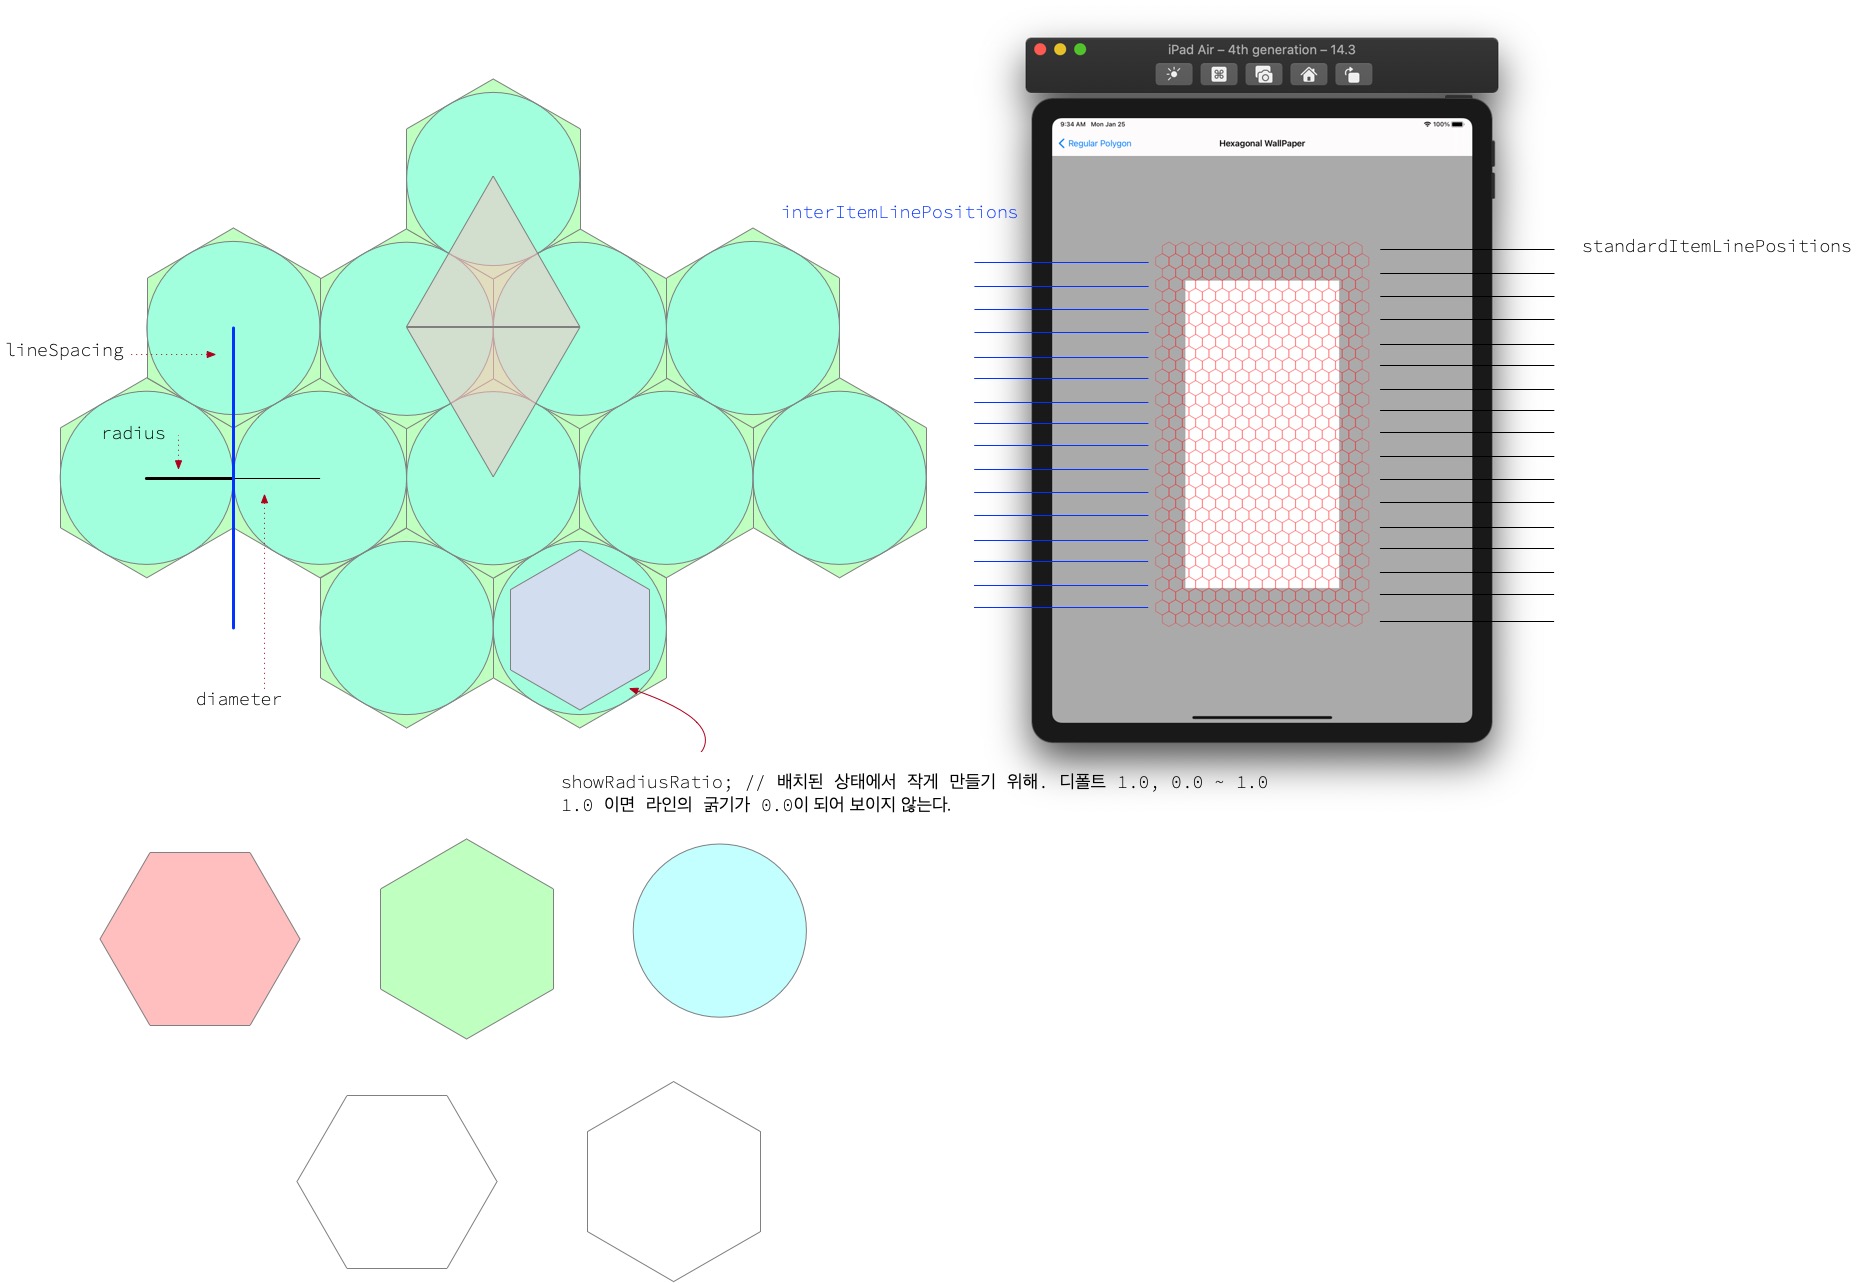 iPad Air – 4th generation – 14.3
9:34 AM Mon Jan 25
100%
Regular Polygon
Hexagonal WallPaper
interItemLinePositions
standardItemLinePositions
lineSpacing
radius
diameter
showRadiusRatio; // 배치된 상태에서 작게 만들기 위해. 디폴트 1.0, 0.0 ~ 1.0
1.0 이면 라인의 굵기가 0.0이 되어 보이지 않는다.